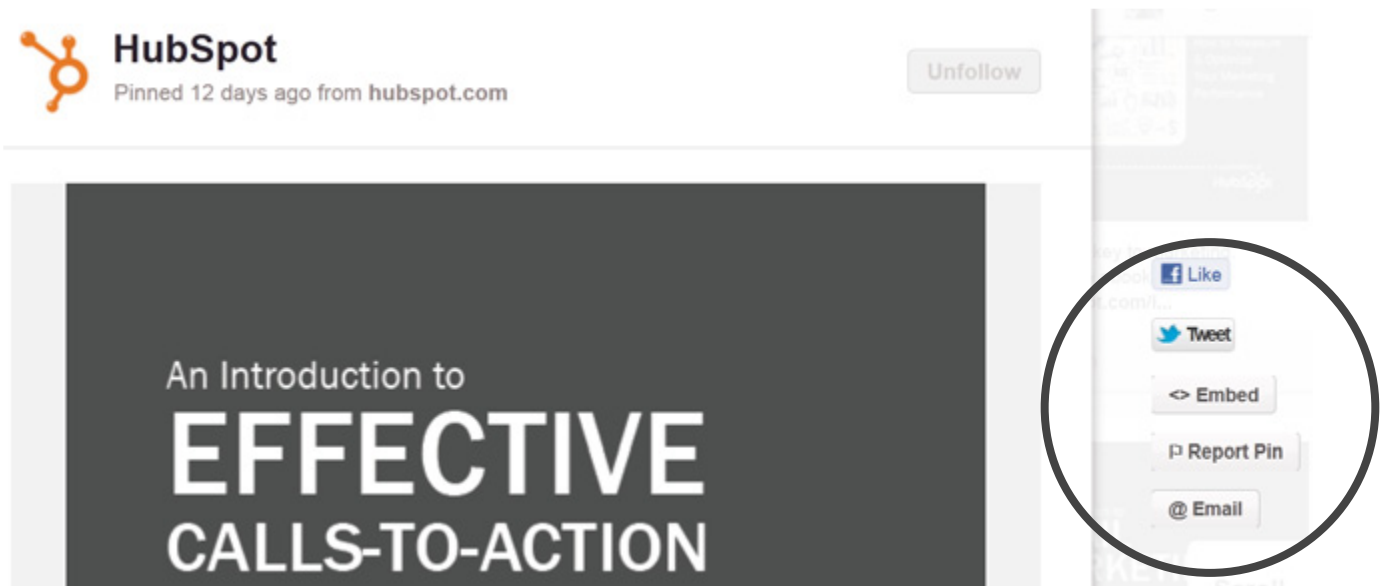 HubSpot
Pinned 12 days ago from hubspot.com
Unfollow
An Introduction to
EFFECTIVE
CALLS-TO-ACTION
Like
Tweet
<> Embed
Report Pin
@ Email